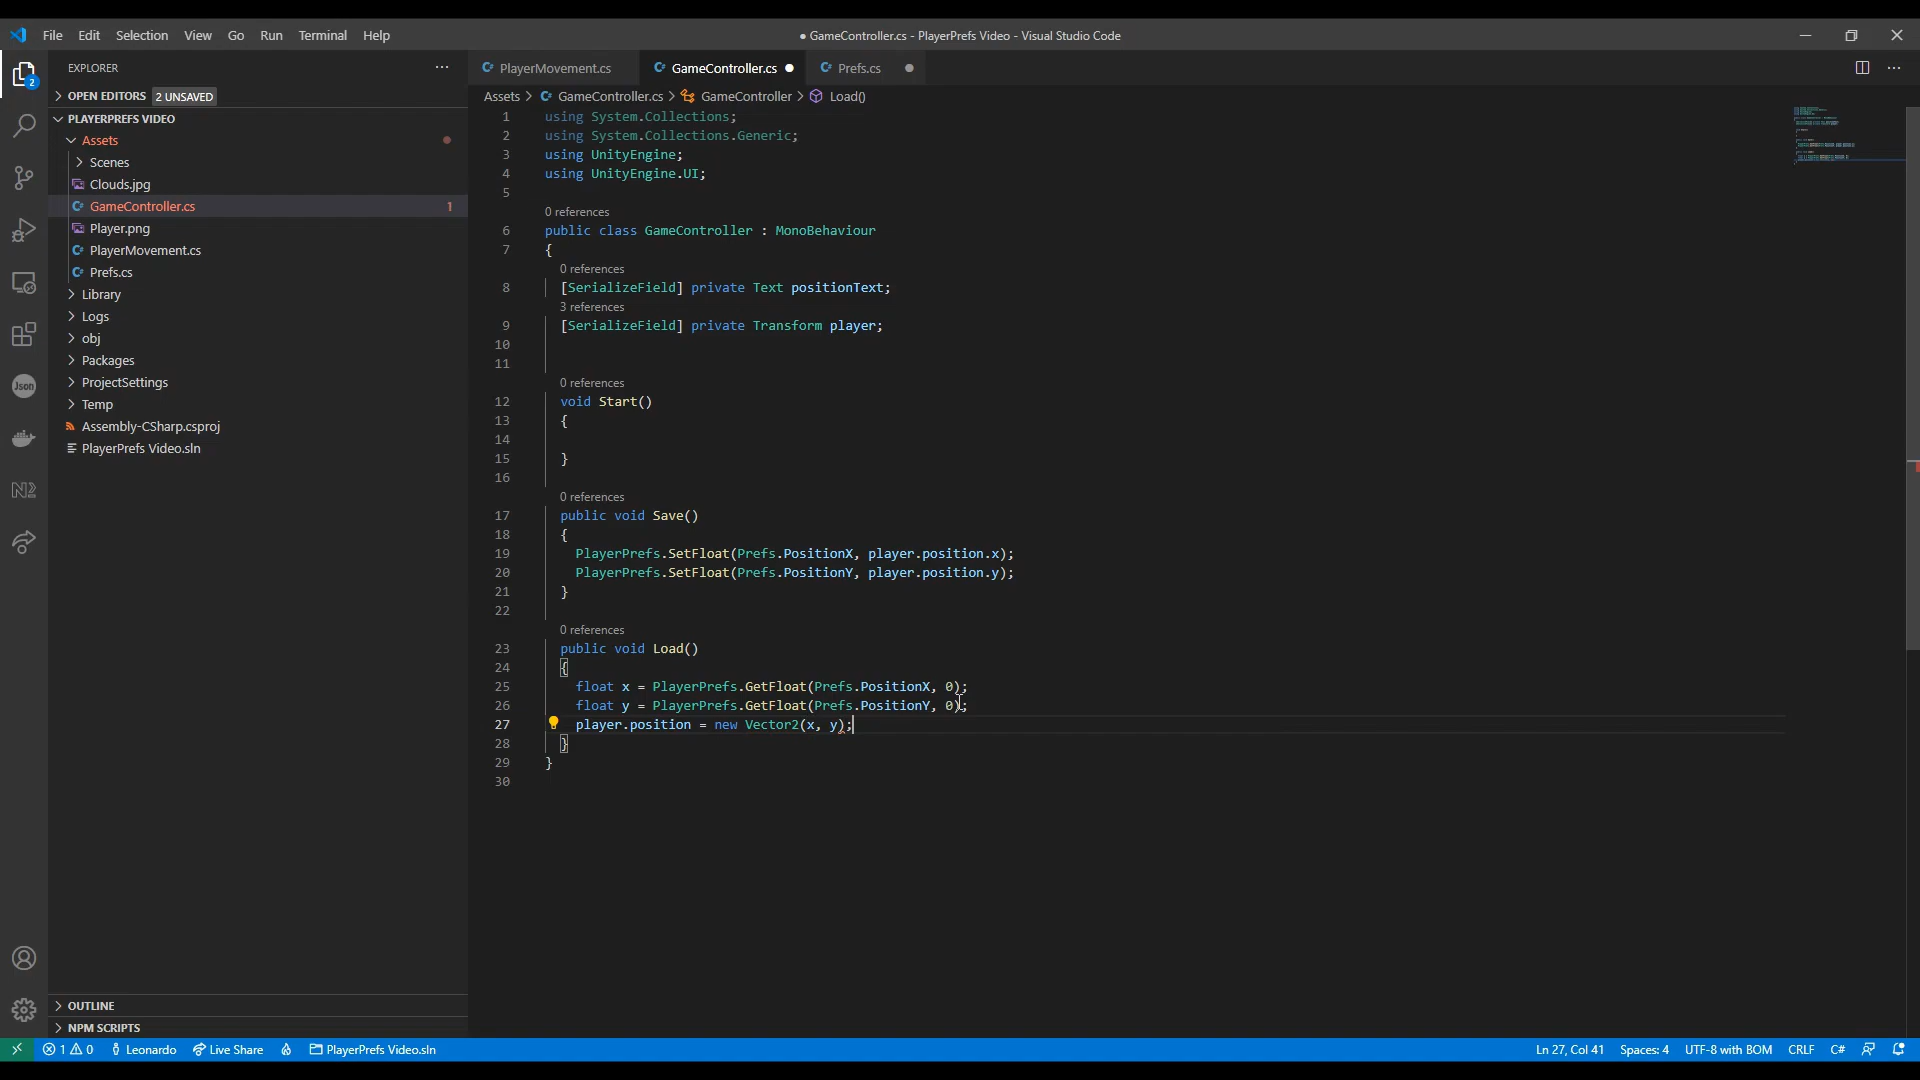 File Edit Selection View Go Run Terminal Help
● GameController.cs - PlayerPrefs Video - Visual Studio Code
EXPLORER
PlayerMovement.cs
GameController.cs
Prefs.cs
OPEN EDITORS 2 UNSAVED
Assets > GameController.cs > GameController > Load()
PLAYERPREFS VIDEO
Assets
Scenes
Clouds.jpg
GameController.cs 1
Player.png
PlayerMovement.cs
Prefs.cs
Library
Logs
obj
Packages
ProjectSettings
Temp
Assembly-CSharp.csproj
PlayerPrefs Video.sln
2
Json
1 using System.Collections;
2 using System.Collections.Generic;
3 using UnityEngine;
4 using UnityEngine.UI;
5
0 references
6 public class GameController : MonoBehaviour
7 {
0 references
8 [SerializeField] private Text positionText;
3 references
9 [SerializeField] private Transform player;
10
11
0 references
12 void Start()
13 {
14
15 }
16
0 references
17 public void Save()
18 {
19 PlayerPrefs.SetFloat(Prefs.PositionX, player.position.x);
20 PlayerPrefs.SetFloat(Prefs.PositionY, player.position.y);
21 }
22
0 references
23 public void Load()
24 {
25 float x = PlayerPrefs.GetFloat(Prefs.PositionX, 0);
26 float y = PlayerPrefs.GetFloat(Prefs.PositionY, 0);
27 player.position = new Vector2(x, y);
28 }
29 }
30
OUTLINE
NPM SCRIPTS
1 0 Leonardo Live Share PlayerPrefs Video.sln
Ln 27, Col 41 Spaces: 4 UTF-8 with BOM CRLF C#